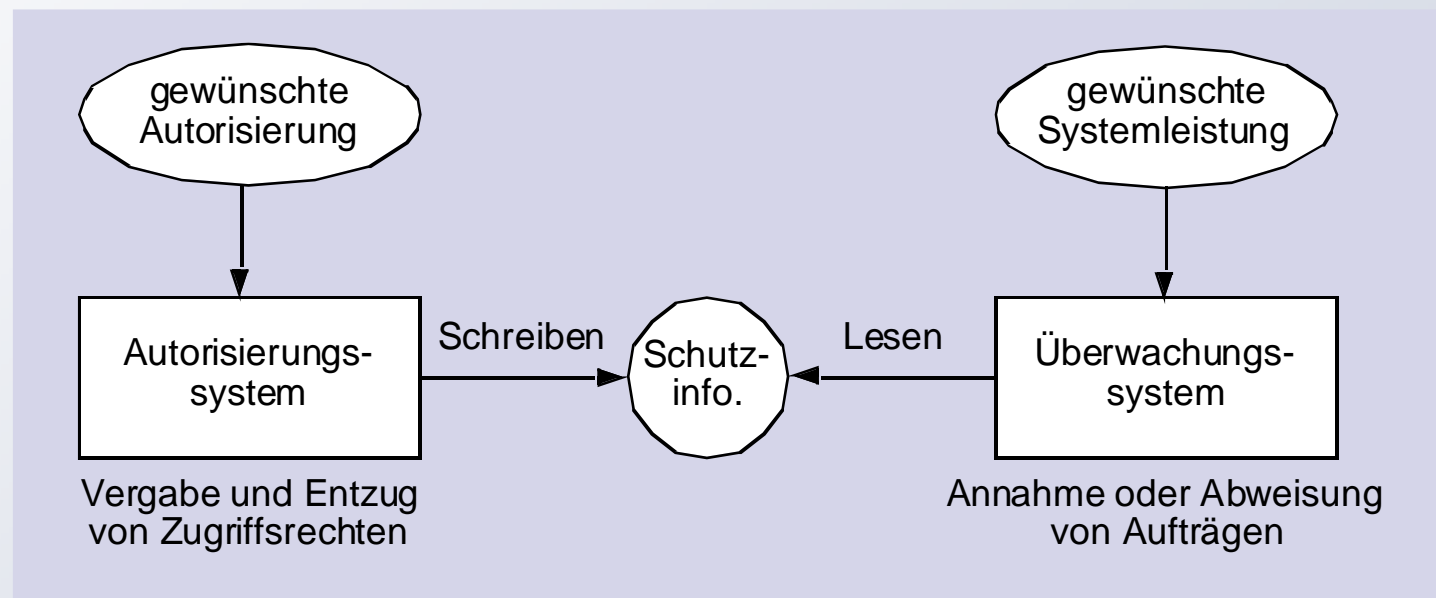 gewünschte
Autorisierung
gewünschte
Systemleistung
Autorisierungs-
system
Schreiben
Schutz-
info.
Lesen
Überwachungs-
system
Vergabe und Entzug
von Zugriffsrechten
Annahme oder Abweisung
von Aufträgen